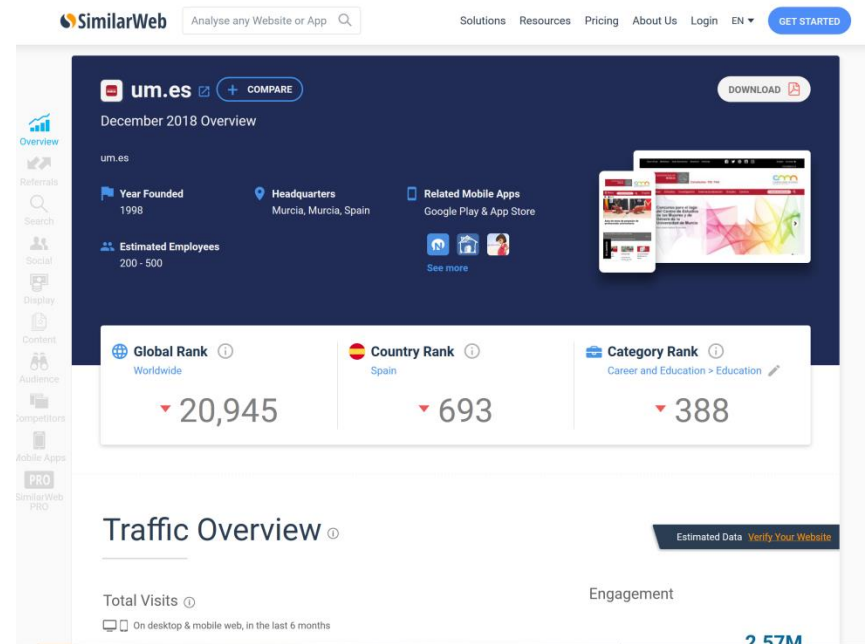 SimilarWeb
Analyse any Website or App
Solutions Resources Pricing About Us Login EN GET STARTED
um.es + COMPARE
DOWNLOAD
December 2018 Overview
um.es
Year Founded
1998
Headquarters
Murcia, Murcia, Spain
Related Mobile Apps
Google Play & App Store
Estimated Employees
200 - 500
See more
Overview
Referrals
Search
Social
Display
Content
Audience
Competitors
Mobile Apps
PRO
SimilarWeb
PRO
Global Rank
Worldwide
20,945
Country Rank
Spain
693
Category Rank
Career and Education > Education
388
Traffic Overview
Estimated Data Verify Your Website
Total Visits
On desktop & mobile web, in the last 6 months
Engagement
2.57M